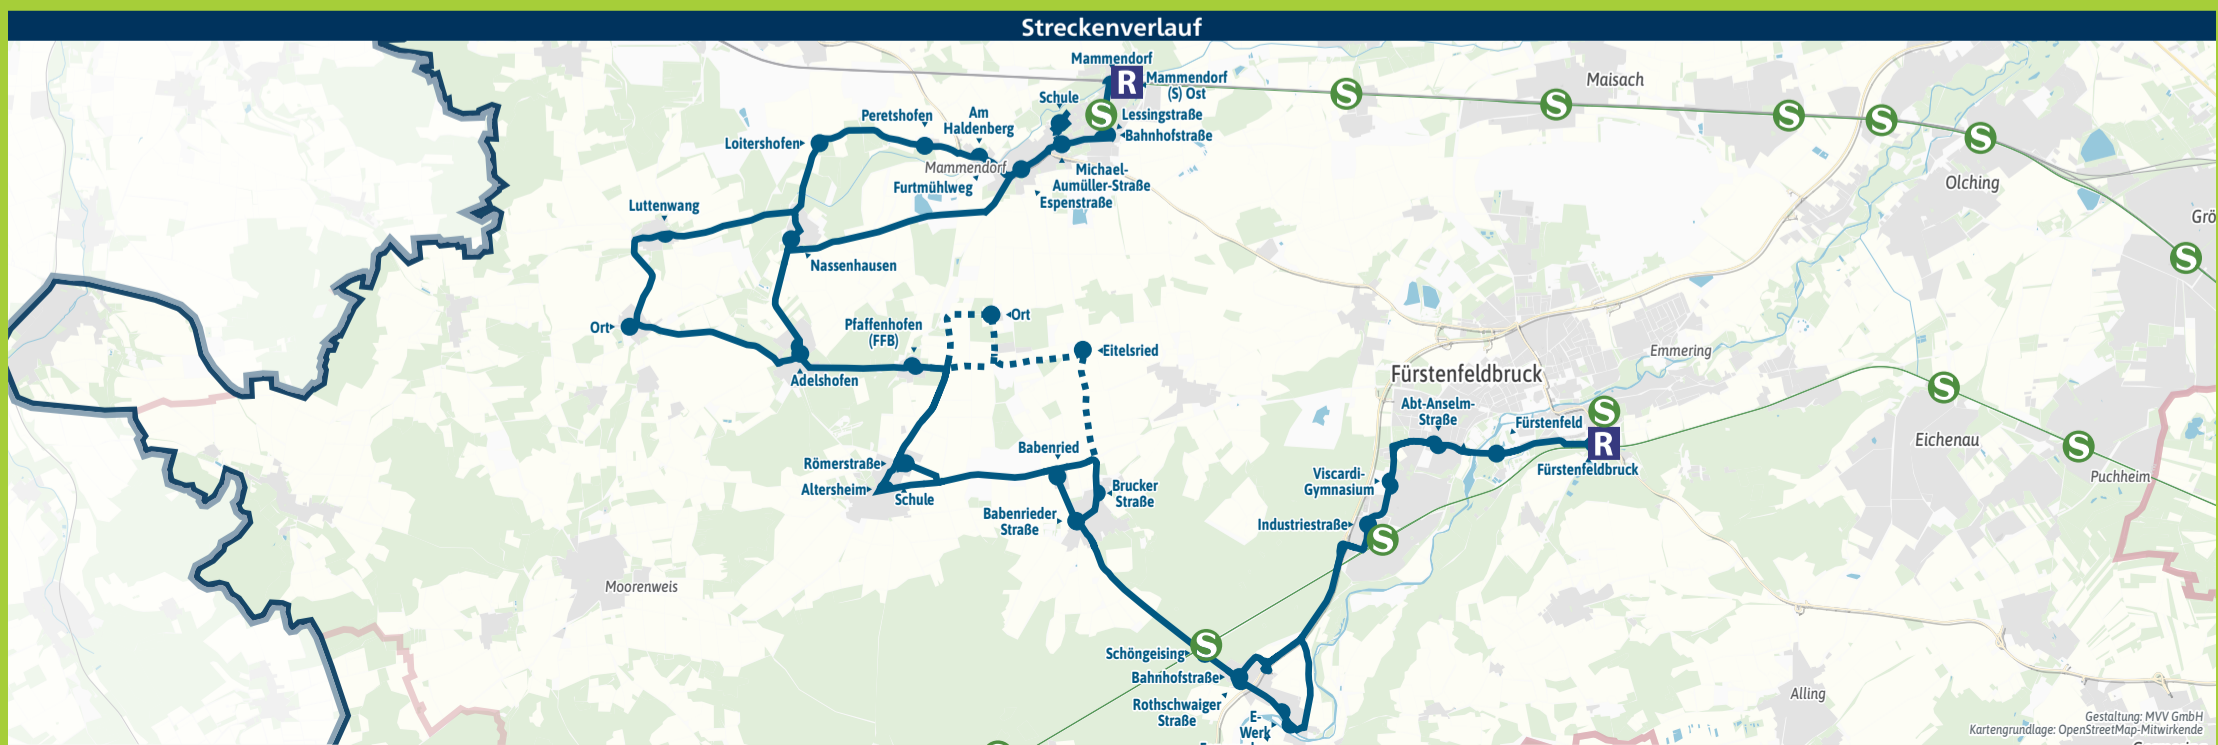 Streckenverlauf
Mammendorf
R
Mammendorf
(S) Ost
S
Maisach
Schule
S
Lessingstraße
Bahnhofstraße
S
S
S
S
Peretshofen
Am
Haldenberg
Loitershofen
Mammendorf
Furtmühlweg
Michael-
Aumüller-Straße
Espenstraße
Olching
Luttenwang
Nassenhausen
Grö
S
Ort
Pfaffenhofen
(FFB)
Ort
Eitelsried
Adelshofen
Emmering
Fürstenfeldbruck
Abt-Anselm-
Straße
Fürstenfeld
S
R
Fürstenfeldbruck
S
Eichenau
S
Puchheim
Babenried
Römerstraße
Altersheim
Schule
Brucker
Straße
Babenrieder
Straße
Viscardi-
Gymnasium
Industriestraße
S
Moorenweis
S
Schöngeising
Bahnhofstraße
Rothschwaiger
Straße
E-
Werk
Alling
Gestaltung: MVV GmbH
Kartengrundlage: OpenStreetMap-Mitwirkende